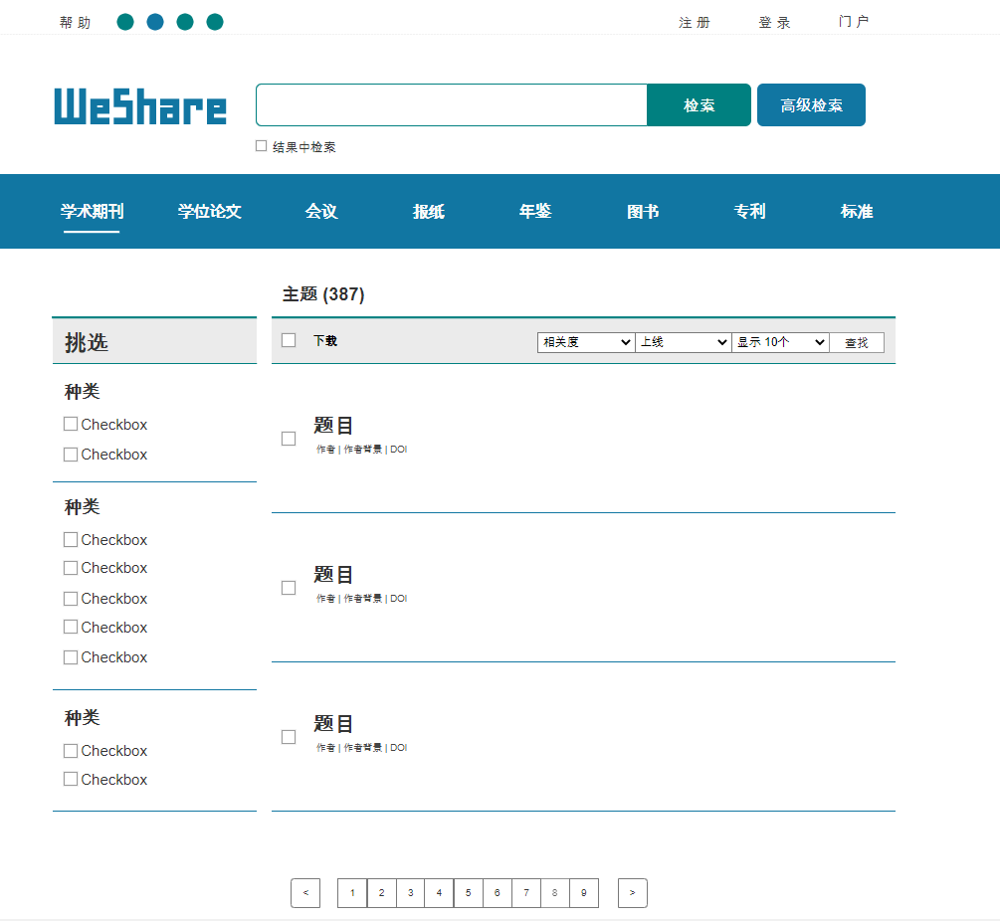 帮 助 注 册 登 录 门 户
WeShare 检索 高级检索
结果中检索
学术期刊 学位论文 会议 报纸 年鉴 图书 专利 标准
主题 (387)
挑选
种类
Checkbox
Checkbox
种类
Checkbox
Checkbox
Checkbox
Checkbox
Checkbox
种类
Checkbox
Checkbox
下载 相关度 上线 显示 10个 查找
题目
作者 | 作者背景 | DOI
题目
作者 | 作者背景 | DOI
题目
作者 | 作者背景 | DOI
< 1 2 3 4 5 6 7 8 9 >